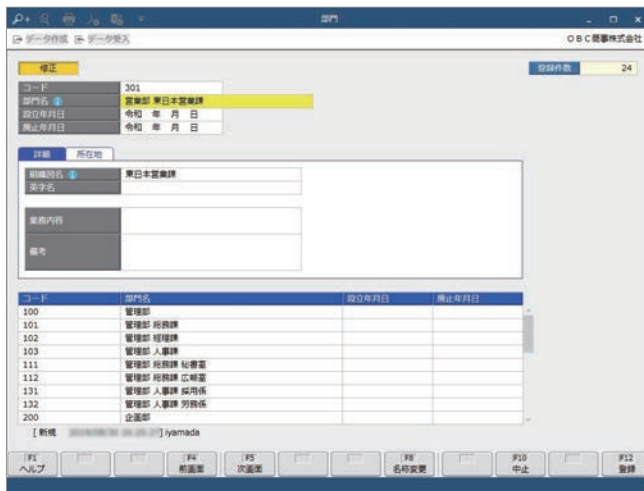 部門
データ作成 データ受入
OBC商事株式会社
修正
登録件数 24
コード 301
部門名 営業部 東日本営業課
設立年月日 令和 年 月 日
廃止年月日 令和 年 月 日
詳細 所在地
組織図名 東日本営業課
英字名
業務内容
備考
コード 部門名 設立年月日 廃止年月日
100 管理部
101 管理部 総務課
102 管理部 経理課
103 管理部 人事課
111 管理部 総務課 秘書室
112 管理部 総務課 広報室
131 管理部 人事課 採用係
132 管理部 人事課 労務係
200 企画部
[ 新規 ] iyamada
F1 F4 F5 F8 F10 F12
ヘルプ 前画面 次画面 名称変更 中止 登録